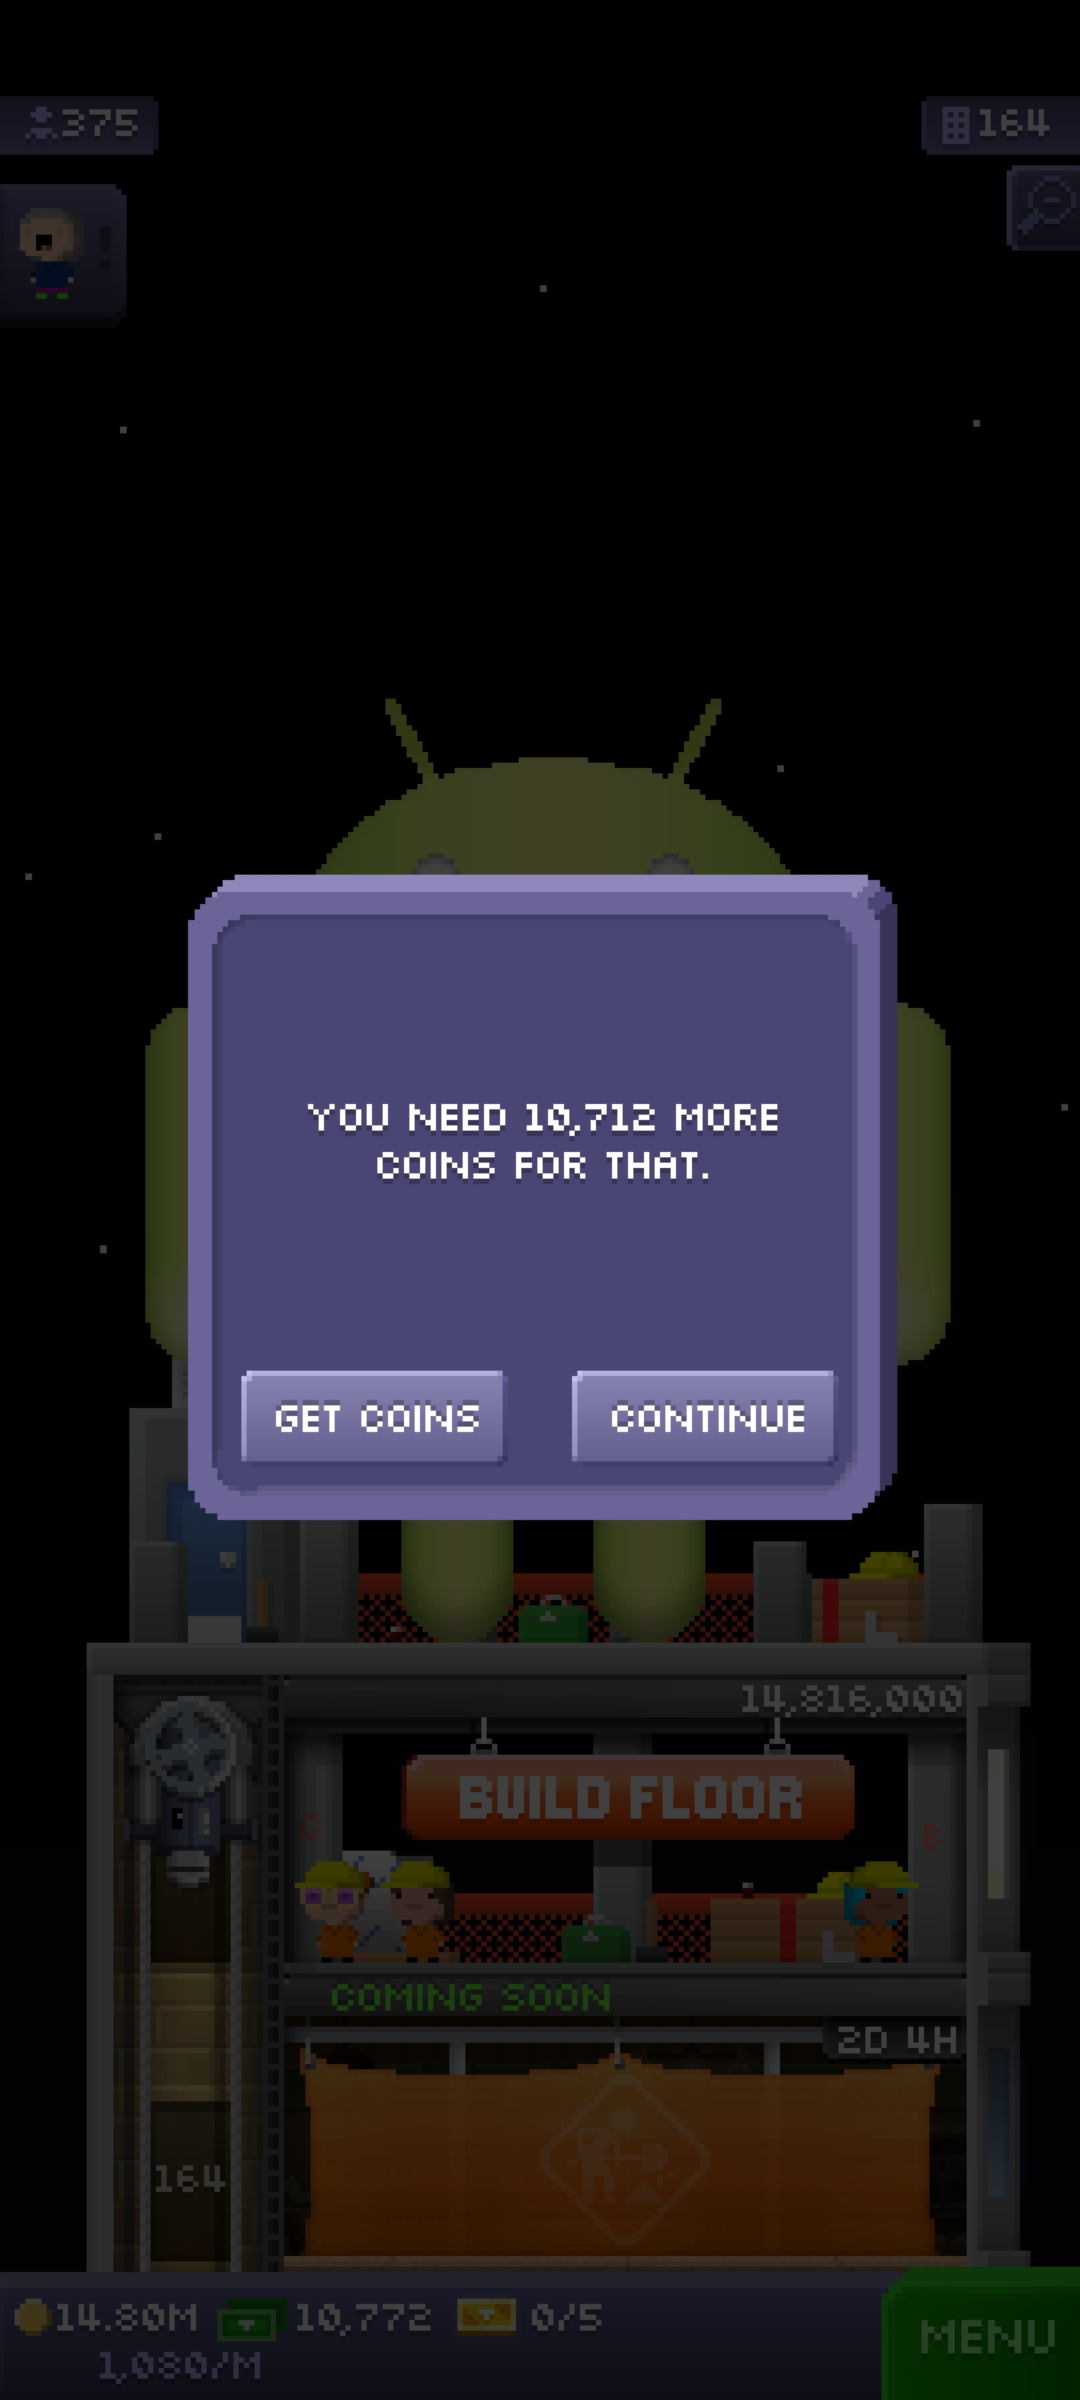 375
164
YOU NEED 10,712 MORE
COINS FOR THAT.
GET COINS
CONTINUE
14,816,000
BUILD FLOOR
C
B
COMING SOON
2D 4H
164
14.80M
10,772
0/5
1,080/M
MENU